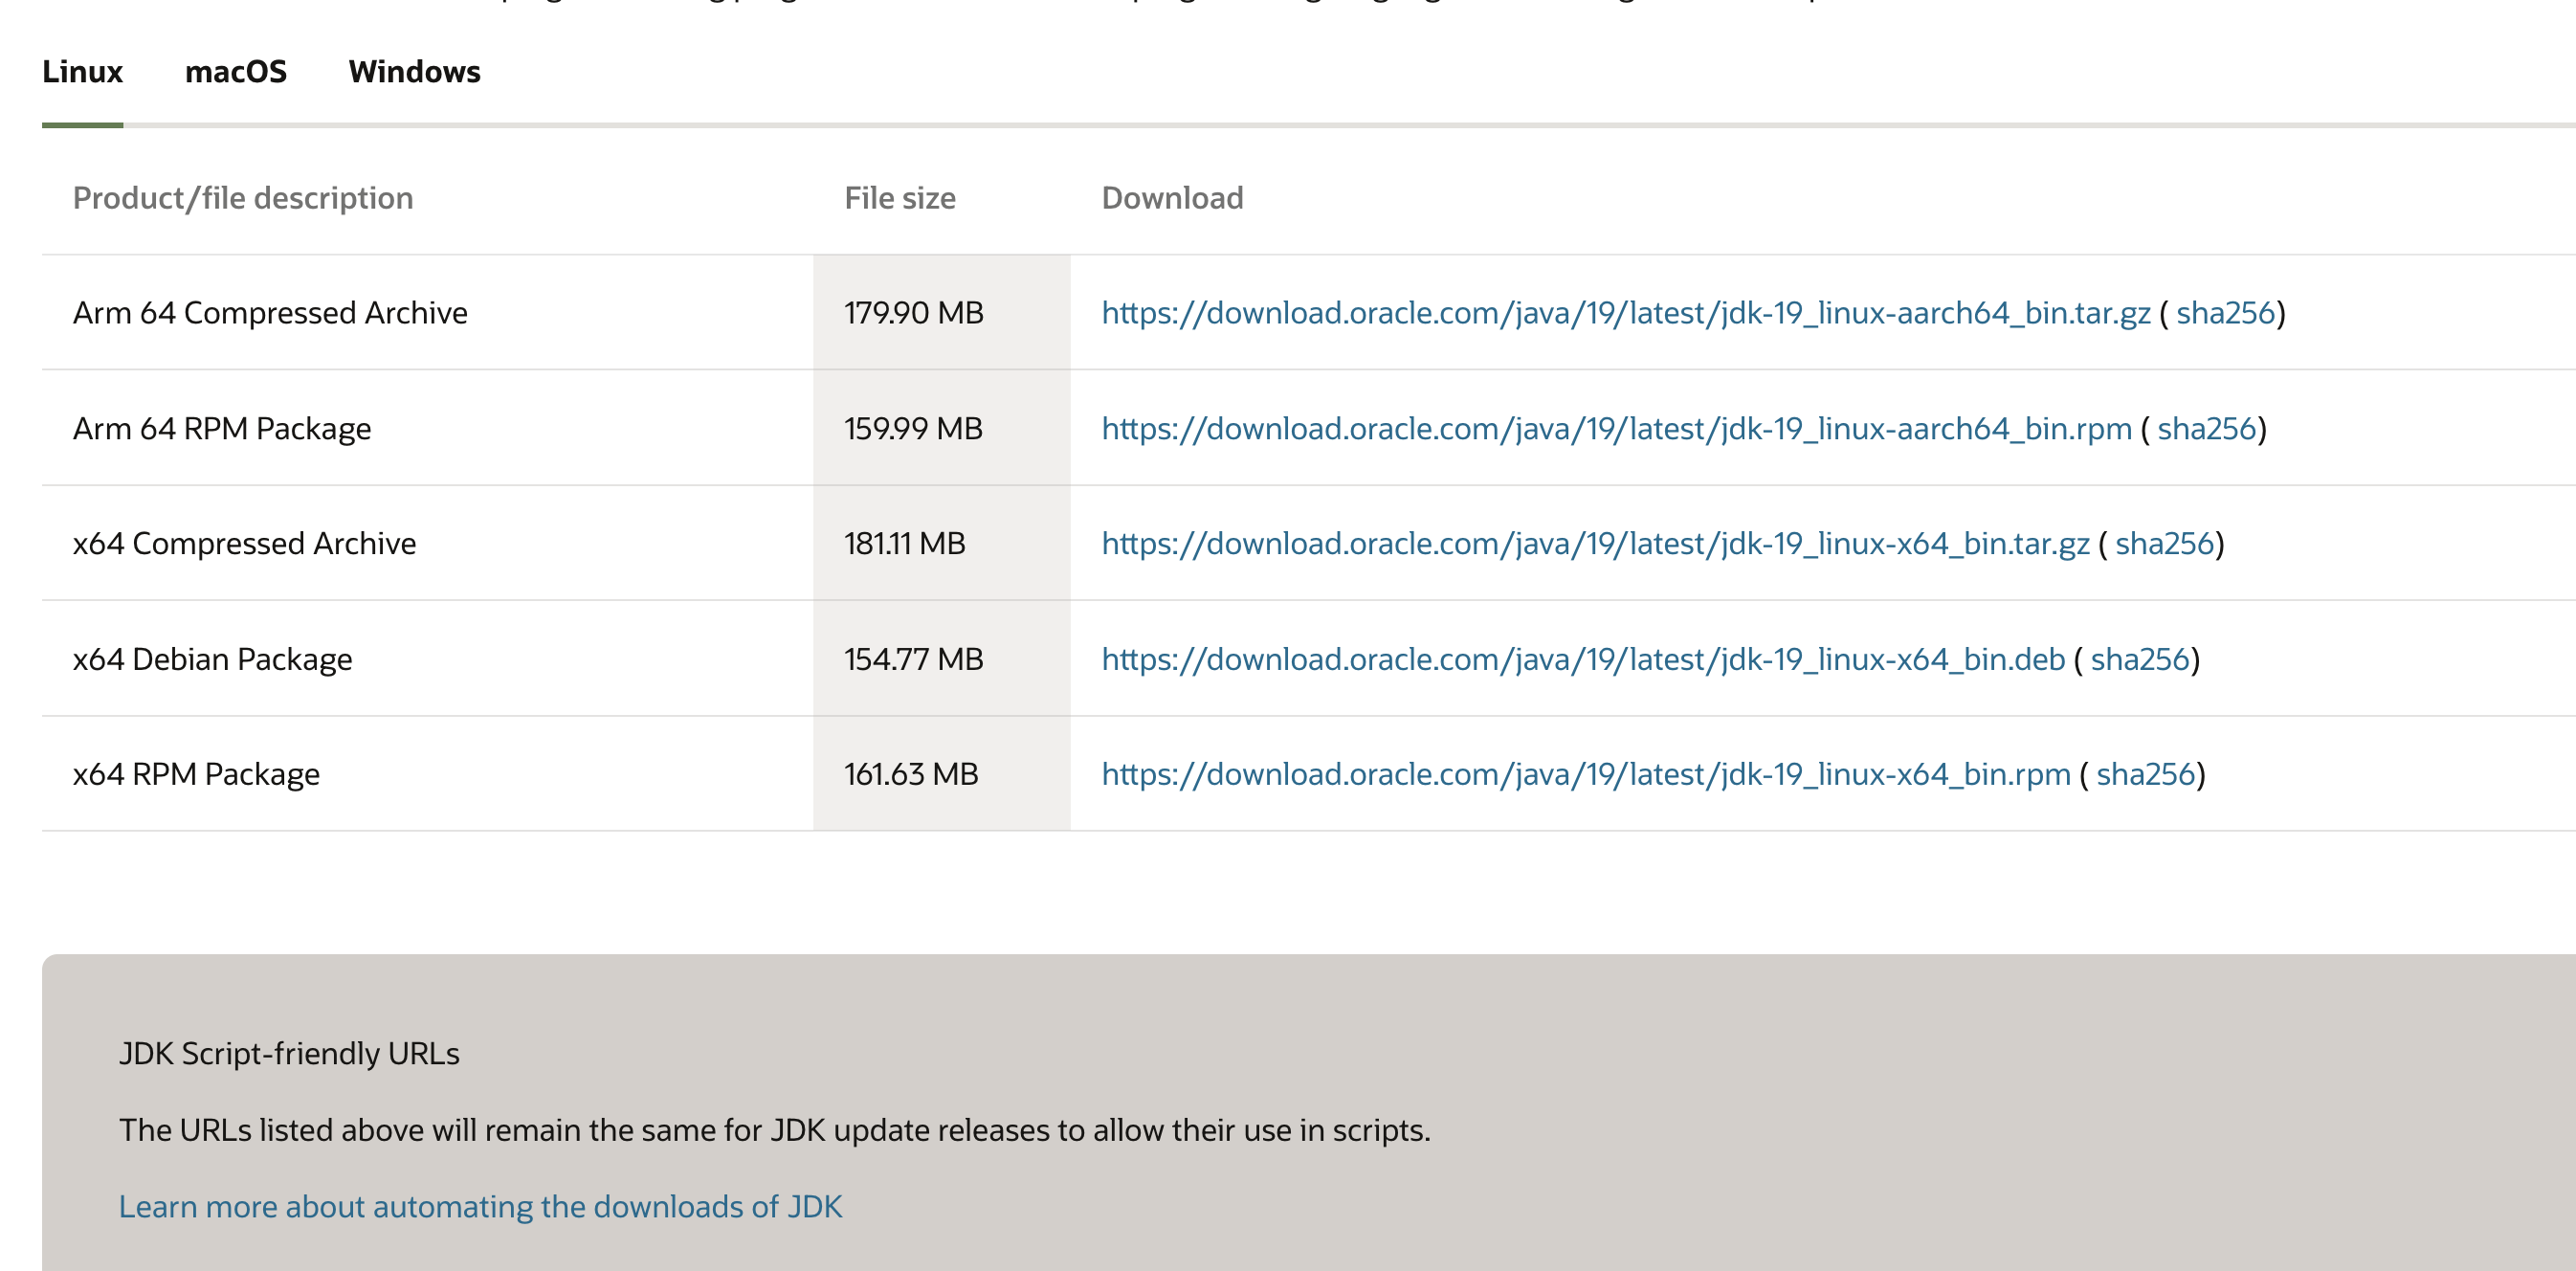 Linux macOS Windows
Product/file description File size Download
Arm 64 Compressed Archive 179.90 MB https://download.oracle.com/java/19/latest/jdk-19_linux-aarch64_bin.tar.gz ( sha256)
Arm 64 RPM Package 159.99 MB https://download.oracle.com/java/19/latest/jdk-19_linux-aarch64_bin.rpm ( sha256)
x64 Compressed Archive 181.11 MB https://download.oracle.com/java/19/latest/jdk-19_linux-x64_bin.tar.gz ( sha256)
x64 Debian Package 154.77 MB https://download.oracle.com/java/19/latest/jdk-19_linux-x64_bin.deb ( sha256)
x64 RPM Package 161.63 MB https://download.oracle.com/java/19/latest/jdk-19_linux-x64_bin.rpm ( sha256)
JDK Script-friendly URLs
The URLs listed above will remain the same for JDK update releases to allow their use in scripts.
Learn more about automating the downloads of JDK